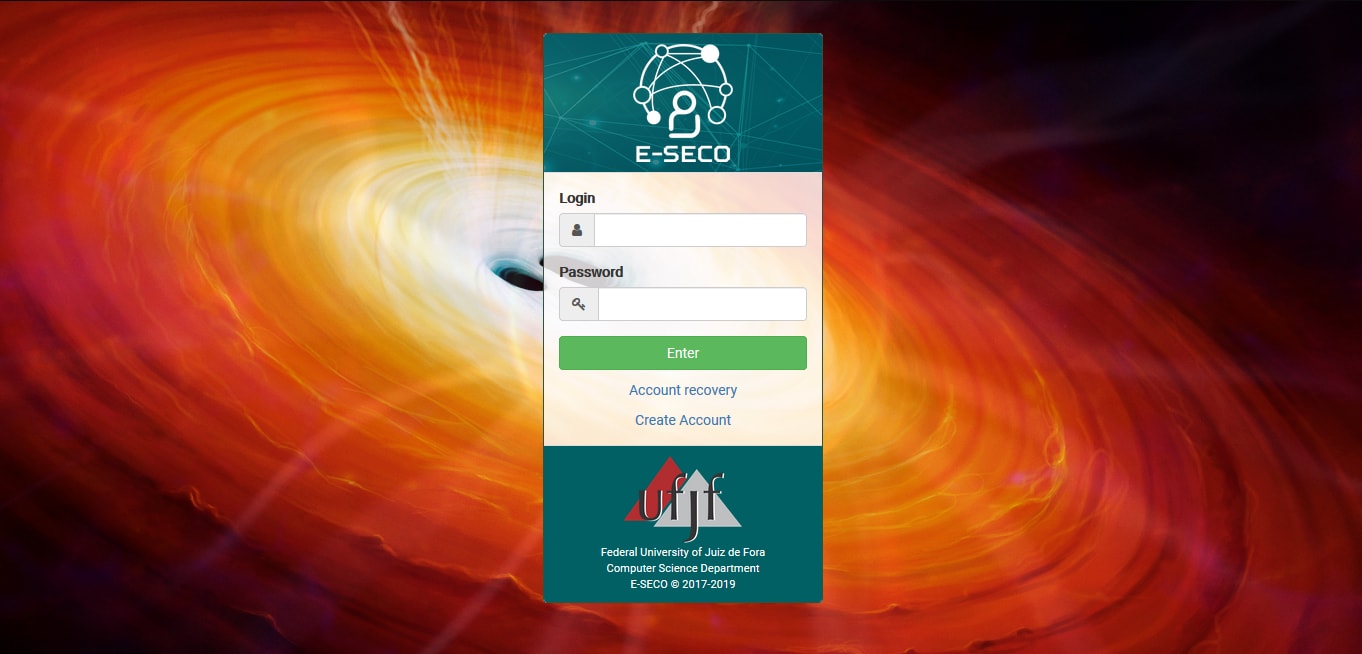 E-SECO
Login
Password
Enter
Account recovery
Create Account
ufjf
Federal University of Juiz de Fora
Computer Science Department
E-SECO © 2017-2019